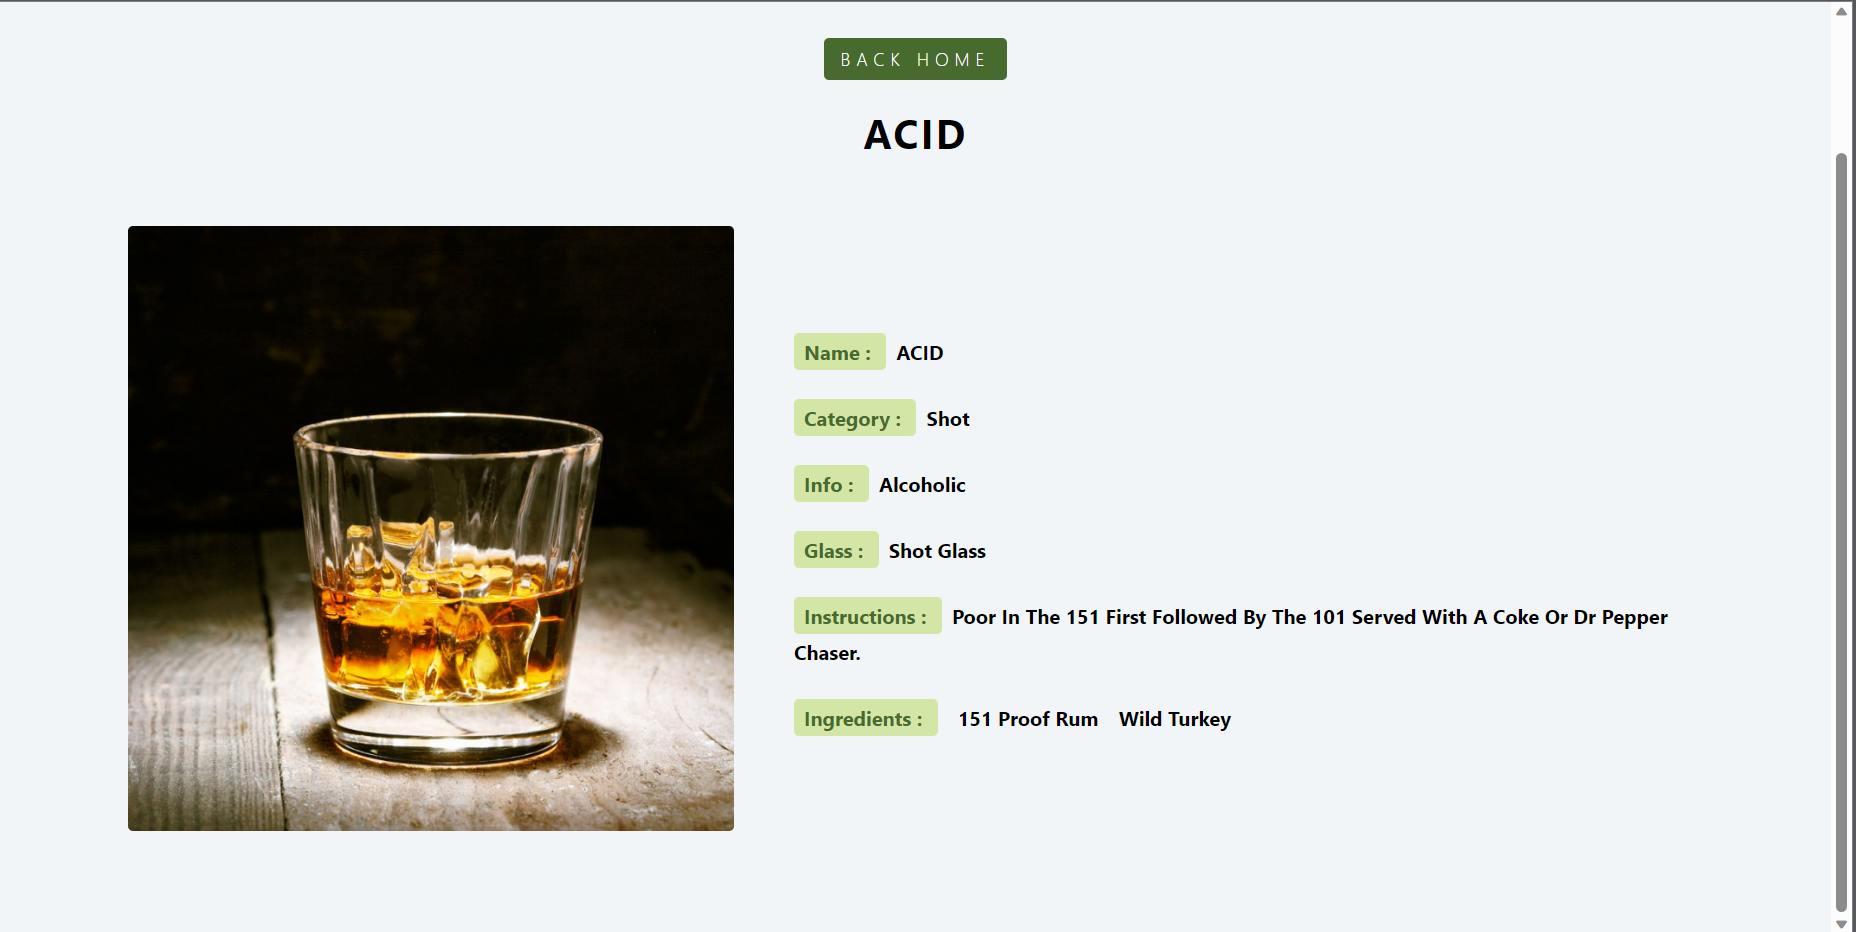 BACK HOME
ACID
Name : ACID
Category : Shot
Info : Alcoholic
Glass : Shot Glass
Instructions : Poor In The 151 First Followed By The 101 Served With A Coke Or Dr Pepper
Chaser.
Ingredients : 151 Proof Rum Wild Turkey